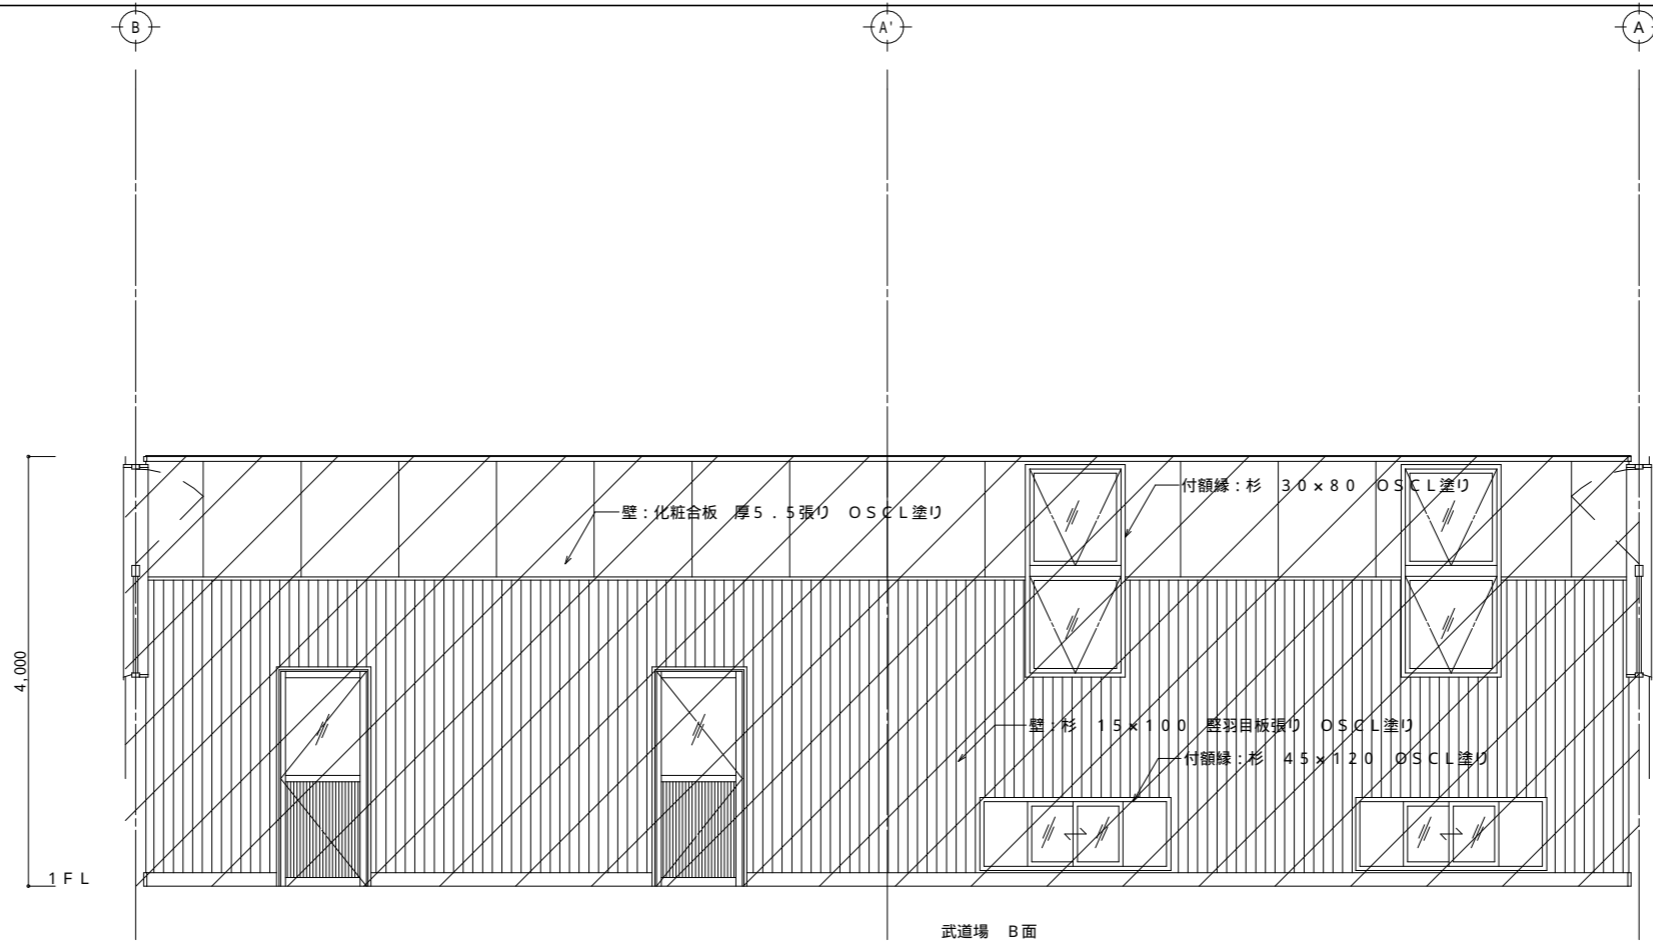 B A' A
付額縁：杉　３０×８０　ＯＳＣＬ塗り
壁：化粧合板　厚５．５張り　ＯＳＣＬ塗り
4,000
壁：杉　１５×１００　竪羽目板張り　ＯＳＣＬ塗り
付額縁：杉　４５×１２０　ＯＳＣＬ塗り
１ＦＬ
武道場　Ｂ面